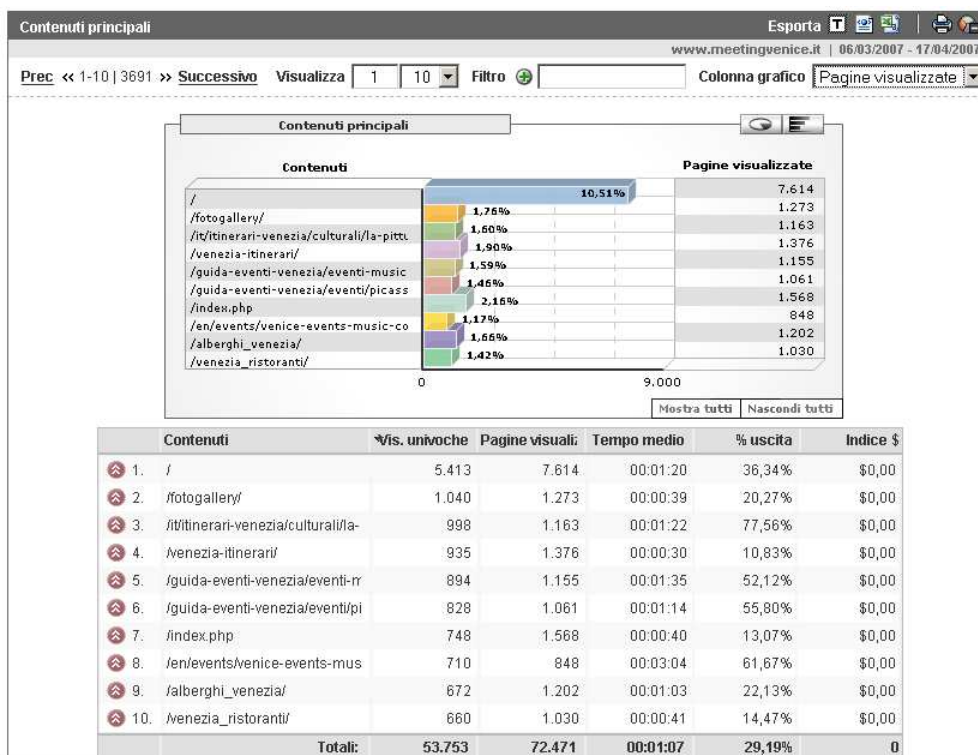 Contenuti principali Esporta T
www.meetingvenice.it | 06/03/2007 - 17/04/2007
Prec << 1-10 | 3691 >> Successivo Visualizza 1 10 Filtro Colonna grafico Pagine visualizzate
Contenuti principali
Contenuti Pagine visualizzate
/ 10,51% 7.614
/fotogallery/ 1,76% 1.273
/it/itinerari-venezia/culturali/la-pittu 1,60% 1.163
/venezia-itinerari/ 1,90% 1.376
/guida-eventi-venezia/eventi-music 1,59% 1.155
/guida-eventi-venezia/eventi/picass 1,46% 1.061
/index.php 2,16% 1.568
/en/events/venice-events-music-co 1,17% 848
/alberghi_venezia/ 1,66% 1.202
/venezia_ristoranti/ 1,42% 1.030
0 9.000
Mostra tutti Nascondi tutti
Contenuti Vis. univoche Pagine visuali: Tempo medio % uscita Indice $
1. / 5.413 7.614 00:01:20 36,34% $0,00
2. /fotogallery/ 1.040 1.273 00:00:39 20,27% $0,00
3. /it/itinerari-venezia/culturali/la- 998 1.163 00:01:22 77,56% $0,00
4. /venezia-itinerari/ 935 1.376 00:00:30 10,83% $0,00
5. /guida-eventi-venezia/eventi-m 894 1.155 00:01:35 52,12% $0,00
6. /guida-eventi-venezia/eventi/pi 828 1.061 00:01:14 55,80% $0,00
7. /index.php 748 1.568 00:00:40 13,07% $0,00
8. /en/events/venice-events-mus 710 848 00:03:04 61,67% $0,00
9. /alberghi_venezia/ 672 1.202 00:01:03 22,13% $0,00
10. /venezia_ristoranti/ 660 1.030 00:00:41 14,47% $0,00
Totali: 53.753 72.471 00:01:07 29,19% 0